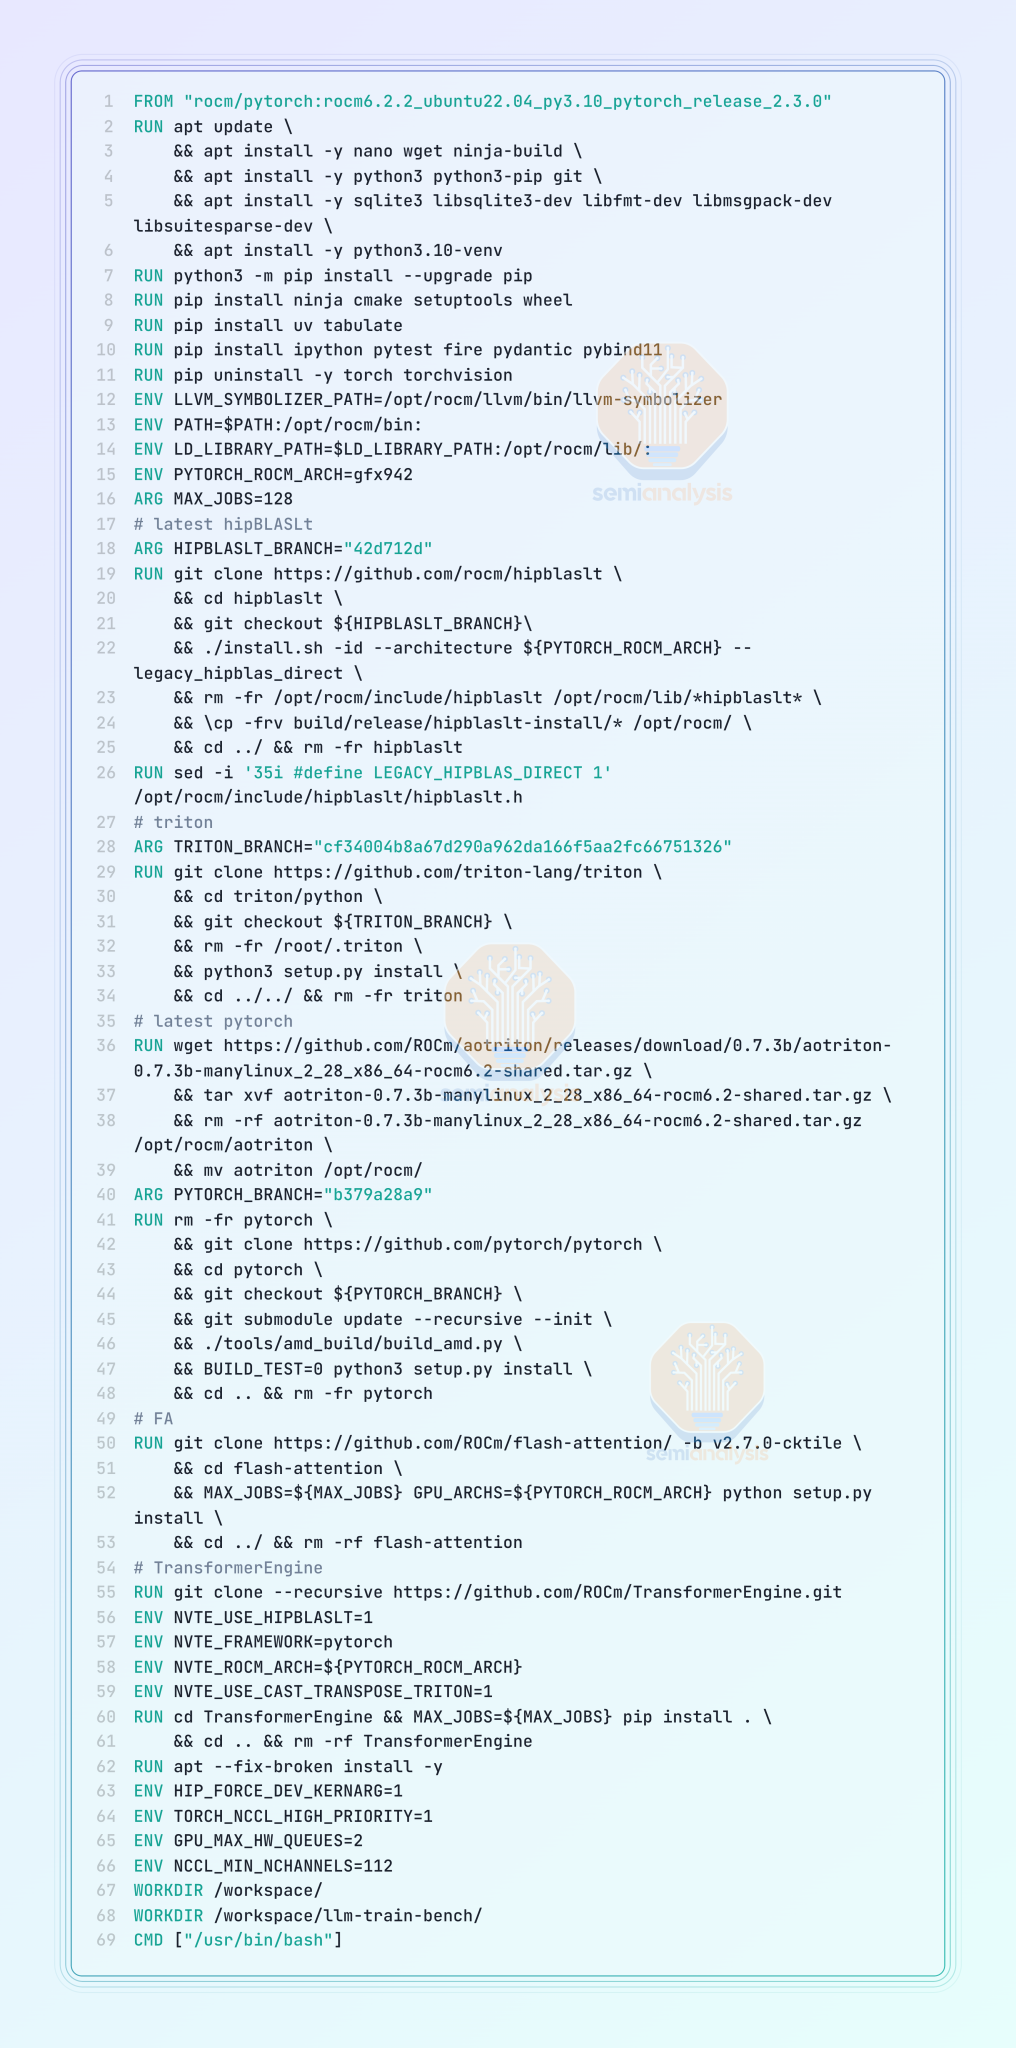 1 FROM "rocm/pytorch:rocm6.2.2_ubuntu22.04_py3.10_pytorch_release_2.3.0"
2 RUN apt update \
3     && apt install -y nano wget ninja-build \
4     && apt install -y python3 python3-pip git \
5     && apt install -y sqlite3 libsqlite3-dev libfmt-dev libmsgpack-dev
libsuitesparse-dev \
6     && apt install -y python3.10-venv
7 RUN python3 -m pip install --upgrade pip
8 RUN pip install ninja cmake setuptools wheel
9 RUN pip install uv tabulate
10 RUN pip install ipython pytest fire pydantic pybind11
11 RUN pip uninstall -y torch torchvision
12 ENV LLVM_SYMBOLIZER_PATH=/opt/rocm/llvm/bin/llvm-symbolizer
13 ENV PATH=$PATH:/opt/rocm/bin:
14 ENV LD_LIBRARY_PATH=$LD_LIBRARY_PATH:/opt/rocm/lib/:
15 ENV PYTORCH_ROCM_ARCH=gfx942
semianalysis
16 ARG MAX_JOBS=128
17 # latest hipBLASLt
18 ARG HIPBLASLT_BRANCH="42d712d"
19 RUN git clone https://github.com/rocm/hipblaslt \
20     && cd hipblaslt \
21     && git checkout ${HIPBLASLT_BRANCH}\
22     && ./install.sh -id --architecture ${PYTORCH_ROCM_ARCH} --
legacy_hipblas_direct \
23     && rm -fr /opt/rocm/include/hipblaslt /opt/rocm/lib/*hipblaslt* \
24     && \cp -frv build/release/hipblaslt-install/* /opt/rocm/ \
25     && cd ../ && rm -fr hipblaslt
26 RUN sed -i '35i #define LEGACY_HIPBLAS_DIRECT 1'
/opt/rocm/include/hipblaslt/hipblaslt.h
27 # triton
28 ARG TRITON_BRANCH="cf34004b8a67d290a962da166f5aa2fc66751326"
29 RUN git clone https://github.com/triton-lang/triton \
30     && cd triton/python \
31     && git checkout ${TRITON_BRANCH} \
32     && rm -fr /root/.triton \
33     && python3 setup.py install \
34     && cd ../../ && rm -fr triton
35 # latest pytorch
36 RUN wget https://github.com/ROCm/aotriton/releases/download/0.7.3b/aotriton-
0.7.3b-manylinux_2_28_x86_64-rocm6.2-shared.tar.gz \
semianalysis
37     && tar xvf aotriton-0.7.3b-manylinux_2_28_x86_64-rocm6.2-shared.tar.gz \
38     && rm -rf aotriton-0.7.3b-manylinux_2_28_x86_64-rocm6.2-shared.tar.gz
/opt/rocm/aotriton \
39     && mv aotriton /opt/rocm/
40 ARG PYTORCH_BRANCH="b379a28a9"
41 RUN rm -fr pytorch \
42     && git clone https://github.com/pytorch/pytorch \
43     && cd pytorch \
44     && git checkout ${PYTORCH_BRANCH} \
45     && git submodule update --recursive --init \
46     && ./tools/amd_build/build_amd.py \
47     && BUILD_TEST=0 python3 setup.py install \
48     && cd .. && rm -fr pytorch
49 # FA
50 RUN git clone https://github.com/ROCm/flash-attention/ -b v2.7.0-cktile \
semianalysis
51     && cd flash-attention \
52     && MAX_JOBS=${MAX_JOBS} GPU_ARCHS=${PYTORCH_ROCM_ARCH} python setup.py
install \
53     && cd ../ && rm -rf flash-attention
54 # TransformerEngine
55 RUN git clone --recursive https://github.com/ROCm/TransformerEngine.git
56 ENV NVTE_USE_HIPBLASLT=1
57 ENV NVTE_FRAMEWORK=pytorch
58 ENV NVTE_ROCM_ARCH=${PYTORCH_ROCM_ARCH}
59 ENV NVTE_USE_CAST_TRANSPOSE_TRITON=1
60 RUN cd TransformerEngine && MAX_JOBS=${MAX_JOBS} pip install . \
61     && cd .. && rm -rf TransformerEngine
62 RUN apt --fix-broken install -y
63 ENV HIP_FORCE_DEV_KERNARG=1
64 ENV TORCH_NCCL_HIGH_PRIORITY=1
65 ENV GPU_MAX_HW_QUEUES=2
66 ENV NCCL_MIN_NCHANNELS=112
67 WORKDIR /workspace/
68 WORKDIR /workspace/llm-train-bench/
69 CMD ["/usr/bin/bash"]